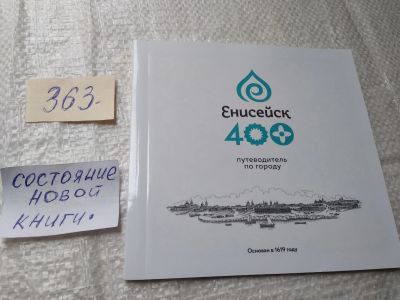 363-
СОСТОЯНИЕ
НОВОЙ
КНИГИ.
Енисейск
400
путеводитель
по городу
Основан в 1619 году